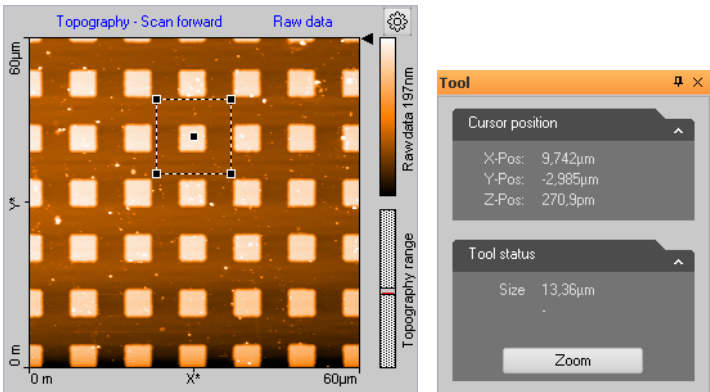 Topography - Scan forward Raw data
60µm
Y*
0 m
0 m X* 60µm
Raw data 197nm
Topography range
Tool
Cursor position
X-Pos: 9,742µm
Y-Pos: -2,985µm
Z-Pos: 270,9pm
Tool status
Size 13,36µm
-
Zoom